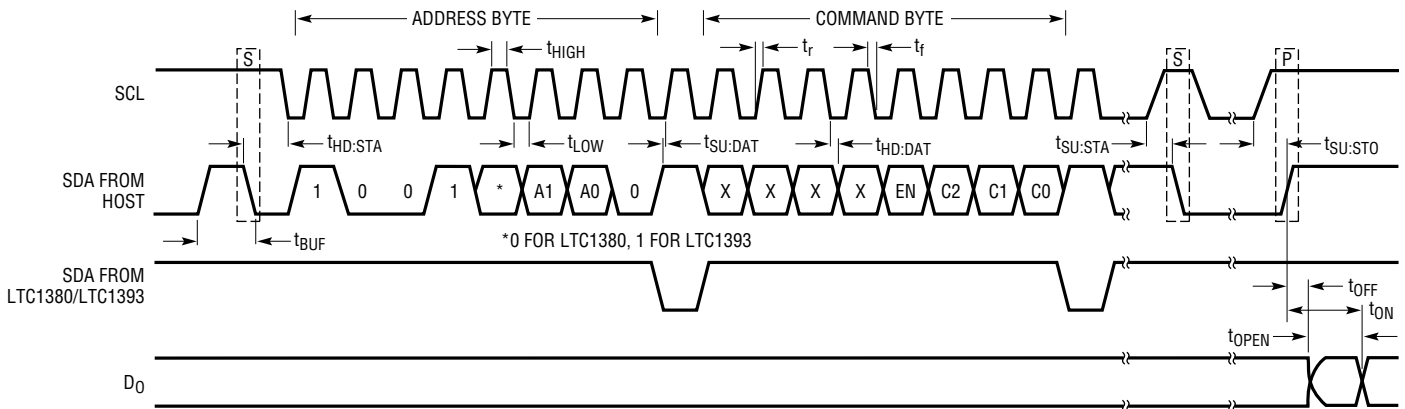 ADDRESS BYTE
COMMAND BYTE
tHIGH
tr
tf
S
S
P
SCL
tHD:STA
tLOW
tSU:DAT
tHD:DAT
tSU:STA
tSU:STO
SDA FROM
HOST
1 0 0 1 * A1 A0 0 X X X X EN C2 C1 C0
tBUF
*0 FOR LTC1380, 1 FOR LTC1393
SDA FROM
LTC1380/LTC1393
tOFF
tON
tOPEN
D0